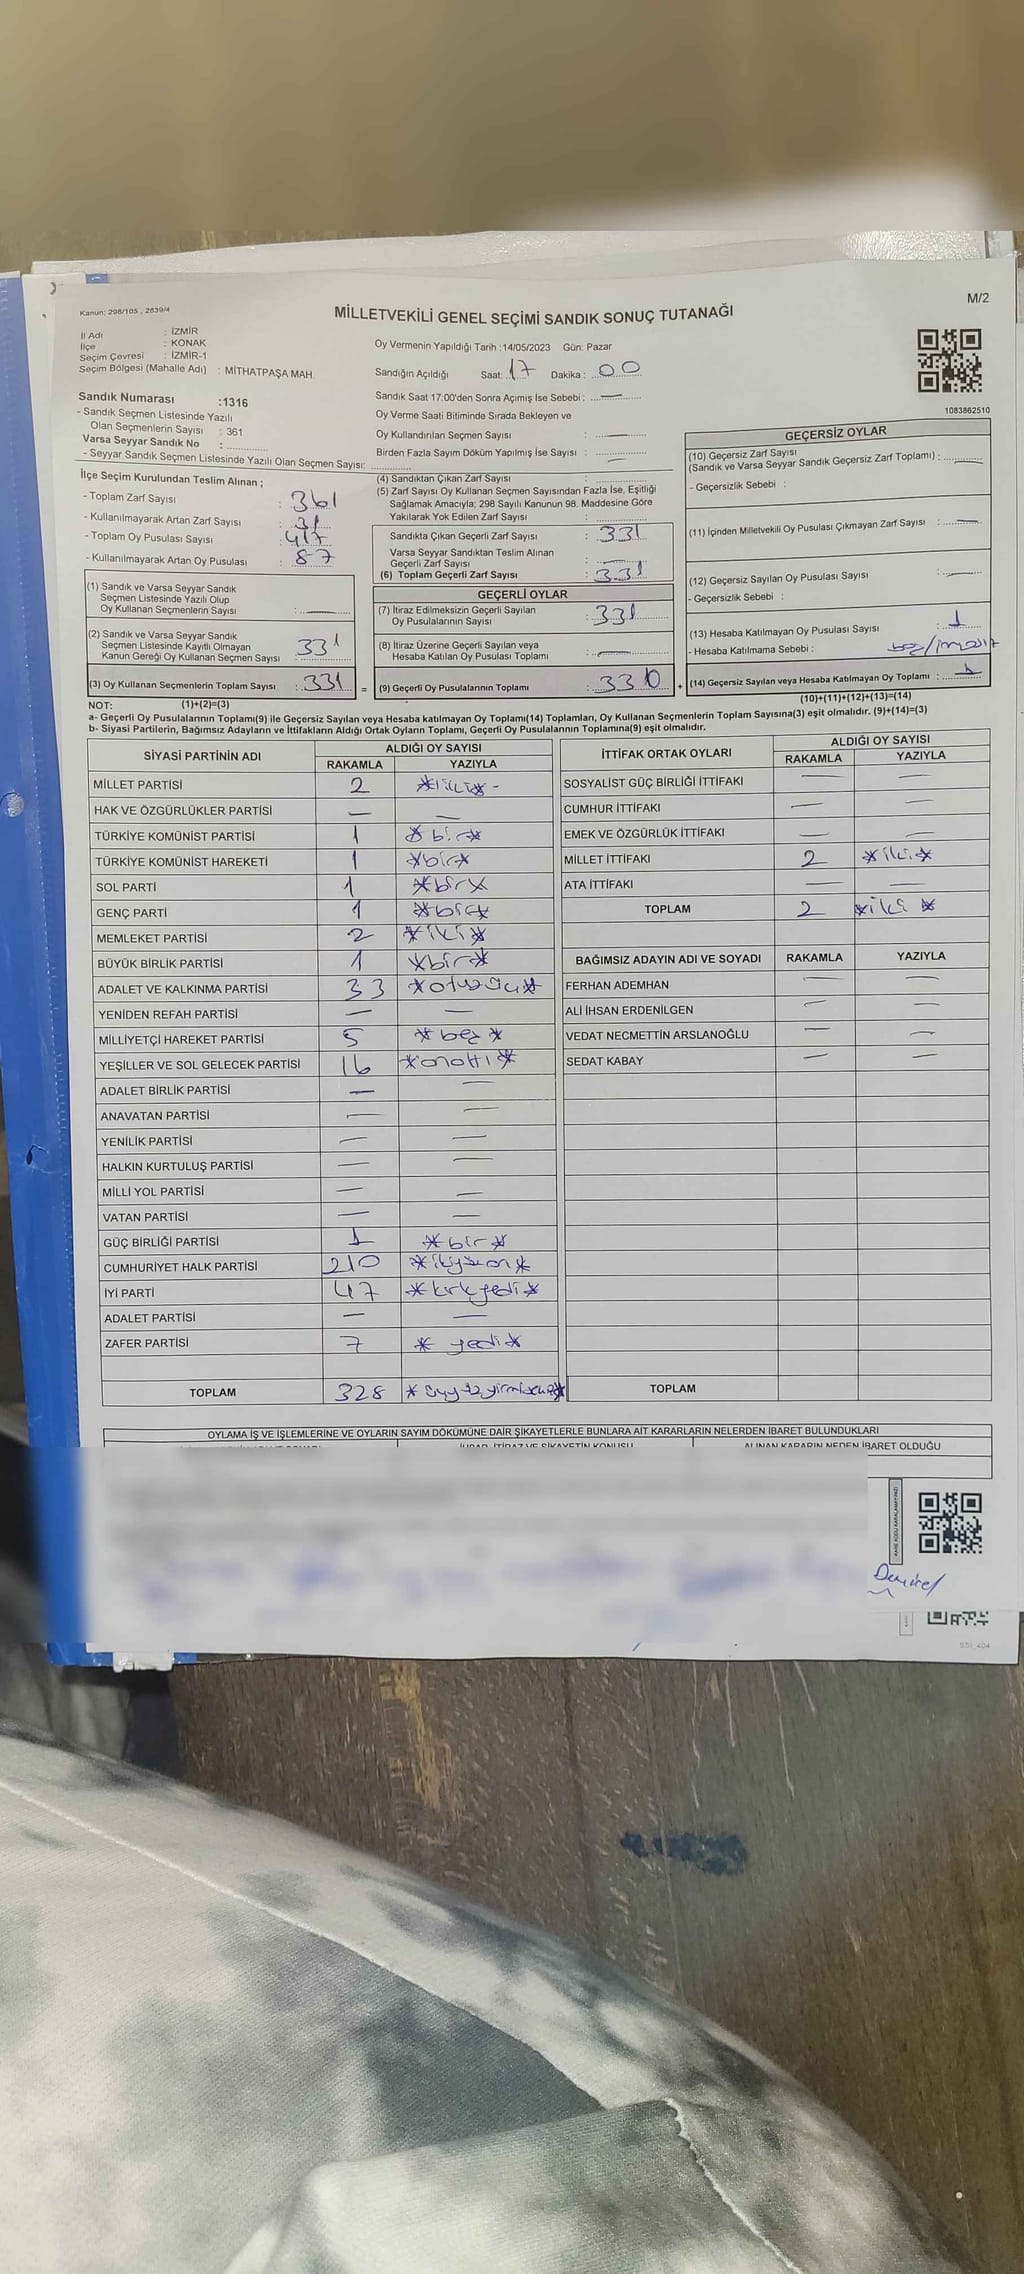 M/2
Kanun: 298/105 , 2839/4
MİLLETVEKİLİ GENEL SEÇİMİ SANDIK SONUÇ TUTANAĞI
İl Adı : İZMİR
İlçe : KONAK
Seçim Çevresi : İZMİR-1
Seçim Bölgesi (Mahalle Adı) : MİTHATPAŞA MAH.
Sandık Numarası :1316
- Sandık Seçmen Listesinde Yazılı
Olan Seçmenlerin Sayısı : 361
Varsa Seyyar Sandık No :
- Seyyar Sandık Seçmen Listesinde Yazılı Olan Seçmen Sayısı:
Oy Vermenin Yapıldığı Tarih :14/05/2023 Gün: Pazar
Sandığın Açıldığı Saat: 17 Dakika : 00
Sandık Saat 17:00'den Sonra Açımış İse Sebebi : —
Oy Verme Saati Bitiminde Sırada Bekleyen ve
Oy Kullandırılan Seçmen Sayısı : —
Birden Fazla Sayım Döküm Yapılmış İse Sayısı : —
1083862510
İlçe Seçim Kurulundan Teslim Alınan ;
- Toplam Zarf Sayısı : 361
- Kullanılmayarak Artan Zarf Sayısı : 31
- Toplam Oy Pusulası Sayısı : 417
- Kullanılmayarak Artan Oy Pusulası : 87
(1) Sandık ve Varsa Seyyar Sandık
Seçmen Listesinde Yazılı Olup
Oy Kullanan Seçmenlerin Sayısı : —
(2) Sandık ve Varsa Seyyar Sandık
Seçmen Listesinde Kayıtlı Olmayan
Kanun Gereği Oy Kullanan Seçmen Sayısı : 331
(3) Oy Kullanan Seçmenlerin Toplam Sayısı : 331 =
(4) Sandıktan Çıkan Zarf Sayısı :
(5) Zarf Sayısı Oy Kullanan Seçmen Sayısından Fazla İse, Eşitliği
Sağlamak Amacıyla; 298 Sayılı Kanunun 98. Maddesine Göre
Yakılarak Yok Edilen Zarf Sayısı :
Sandıkta Çıkan Geçerli Zarf Sayısı : 331
Varsa Seyyar Sandıktan Teslim Alınan
Geçerli Zarf Sayısı : —
(6) Toplam Geçerli Zarf Sayısı : 331
GEÇERLİ OYLAR
(7) İtiraz Edilmeksizin Geçerli Sayılan
Oy Pusulalarının Sayısı : 331
(8) İtiraz Üzerine Geçerli Sayılan veya
Hesaba Katılan Oy Pusulası Toplamı : —
(9) Geçerli Oy Pusulalarının Toplamı : 330 +
GEÇERSİZ OYLAR
(10) Geçersiz Zarf Sayısı
(Sandık ve Varsa Seyyar Sandık Geçersiz Zarf Toplamı) : —
- Geçersizlik Sebebi :
(11) İçinden Milletvekili Oy Pusulası Çıkmayan Zarf Sayısı : —
(12) Geçersiz Sayılan Oy Pusulası Sayısı : —
- Geçersizlik Sebebi :
(13) Hesaba Katılmayan Oy Pusulası Sayısı : 1
- Hesaba Katılmama Sebebi :
(14) Geçersiz Sayılan veya Hesaba Katılmayan Oy Toplamı : 1
NOT: (1)+(2)=(3) (10)+(11)+(12)+(13)=(14)
a- Geçerli Oy Pusulalarının Toplamı(9) ile Geçersiz Sayılan veya Hesaba katılmayan Oy Toplamı(14) Toplamları, Oy Kullanan Seçmenlerin Toplam Sayısına(3) eşit olmalıdır. (9)+(14)=(3)
b- Siyasi Partilerin, Bağımsız Adayların ve İttifakların Aldığı Ortak Oyların Toplamı, Geçerli Oy Pusulalarının Toplamına(9) eşit olmalıdır.
SİYASİ PARTİNİN ADI ALDIĞI OY SAYISI
RAKAMLA YAZIYLA
MİLLET PARTİSİ 2 *iki* -
HAK VE ÖZGÜRLÜKLER PARTİSİ — —
TÜRKİYE KOMÜNİST PARTİSİ 1 *bir*
TÜRKİYE KOMÜNİST HAREKETİ 1 *bir*
SOL PARTİ 1 *bir*
GENÇ PARTİ 1 *bir*
MEMLEKET PARTİSİ 2 *iki*
BÜYÜK BİRLİK PARTİSİ 1 *bir*
ADALET VE KALKINMA PARTİSİ 33 *otuzüç*
YENİDEN REFAH PARTİSİ — —
MİLLİYETÇİ HAREKET PARTİSİ 5 *beş*
YEŞİLLER VE SOL GELECEK PARTİSİ 16 *onaltı*
ADALET BİRLİK PARTİSİ — —
ANAVATAN PARTİSİ — —
YENİLİK PARTİSİ — —
HALKIN KURTULUŞ PARTİSİ — —
MİLLİ YOL PARTİSİ — —
VATAN PARTİSİ — —
GÜÇ BİRLİĞİ PARTİSİ 1 *bir*
CUMHURİYET HALK PARTİSİ 210 *ikiyüzon*
İYİ PARTİ 47 *kırkyedi*
ADALET PARTİSİ — —
ZAFER PARTİSİ 7 *yedi*
TOPLAM 328 *üçyüzyirmisekiz*
İTTİFAK ORTAK OYLARI ALDIĞI OY SAYISI
RAKAMLA YAZIYLA
SOSYALİST GÜÇ BİRLİĞİ İTTİFAKI — —
CUMHUR İTTİFAKI — —
EMEK VE ÖZGÜRLÜK İTTİFAKI — —
MİLLET İTTİFAKI 2 *iki*
ATA İTTİFAKI — —
TOPLAM 2 *iki*
BAĞIMSIZ ADAYIN ADI VE SOYADI RAKAMLA YAZIYLA
FERHAN ADEMHAN — —
ALİ İHSAN ERDENİLGEN — —
VEDAT NECMETTİN ARSLANOĞLU — —
SEDAT KABAY — —
TOPLAM
OYLAMA İŞ VE İŞLEMLERİNE VE OYLARIN SAYIM DÖKÜMÜNE DAİR ŞİKAYETLERLE BUNLARA AİT KARARLARIN NELERDEN İBARET BULUNDUKLARI
İHBAR, İTİRAZ VE ŞİKAYETİN KONUSU ALINAN KARARIN NEDEN İBARET OLDUĞU
KARE KODU KARALAMAYINIZ!
Demirel